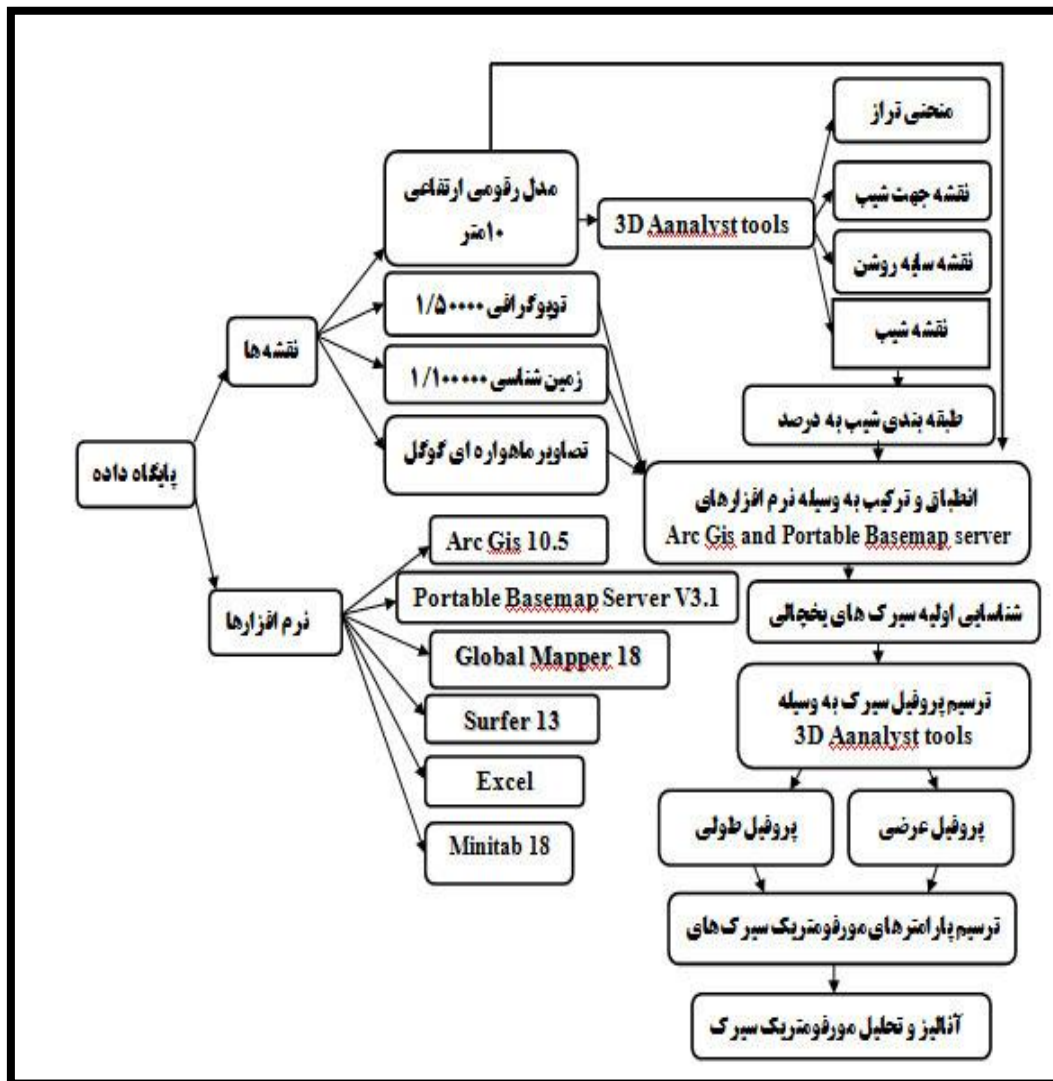 منحنی تراز
مدل رقومی ارتفاعی
۱۰متر
3D Aanalyst tools
نقشه جهت شیب
نقشه سایه روشن
نقشه شیب
توپوگرافی ۱/۵۰۰۰۰
نقشه‌ها
زمین شناسی ۱/۱۰۰۰۰۰
تصاویر ماهواره ای گوگل
طبقه بندی شیب به درصد
پایگاه داده
انطباق و ترکیب به وسیله نرم افزارهای
Arc Gis and Portable Basemap server
نرم افزارها
Arc Gis 10.5
Portable Basemap Server V3.1
Global Mapper 18
Surfer 13
Excel
Minitab 18
شناسایی اولیه سیرک های یخچالی
ترسیم پروفیل سیرک به وسیله
3D Aanalyst tools
پروفیل عرضی
پروفیل طولی
ترسیم پارامترهای مورفومتریک سیرک‌های
آنالیز و تحلیل مورفومتریک سیرک